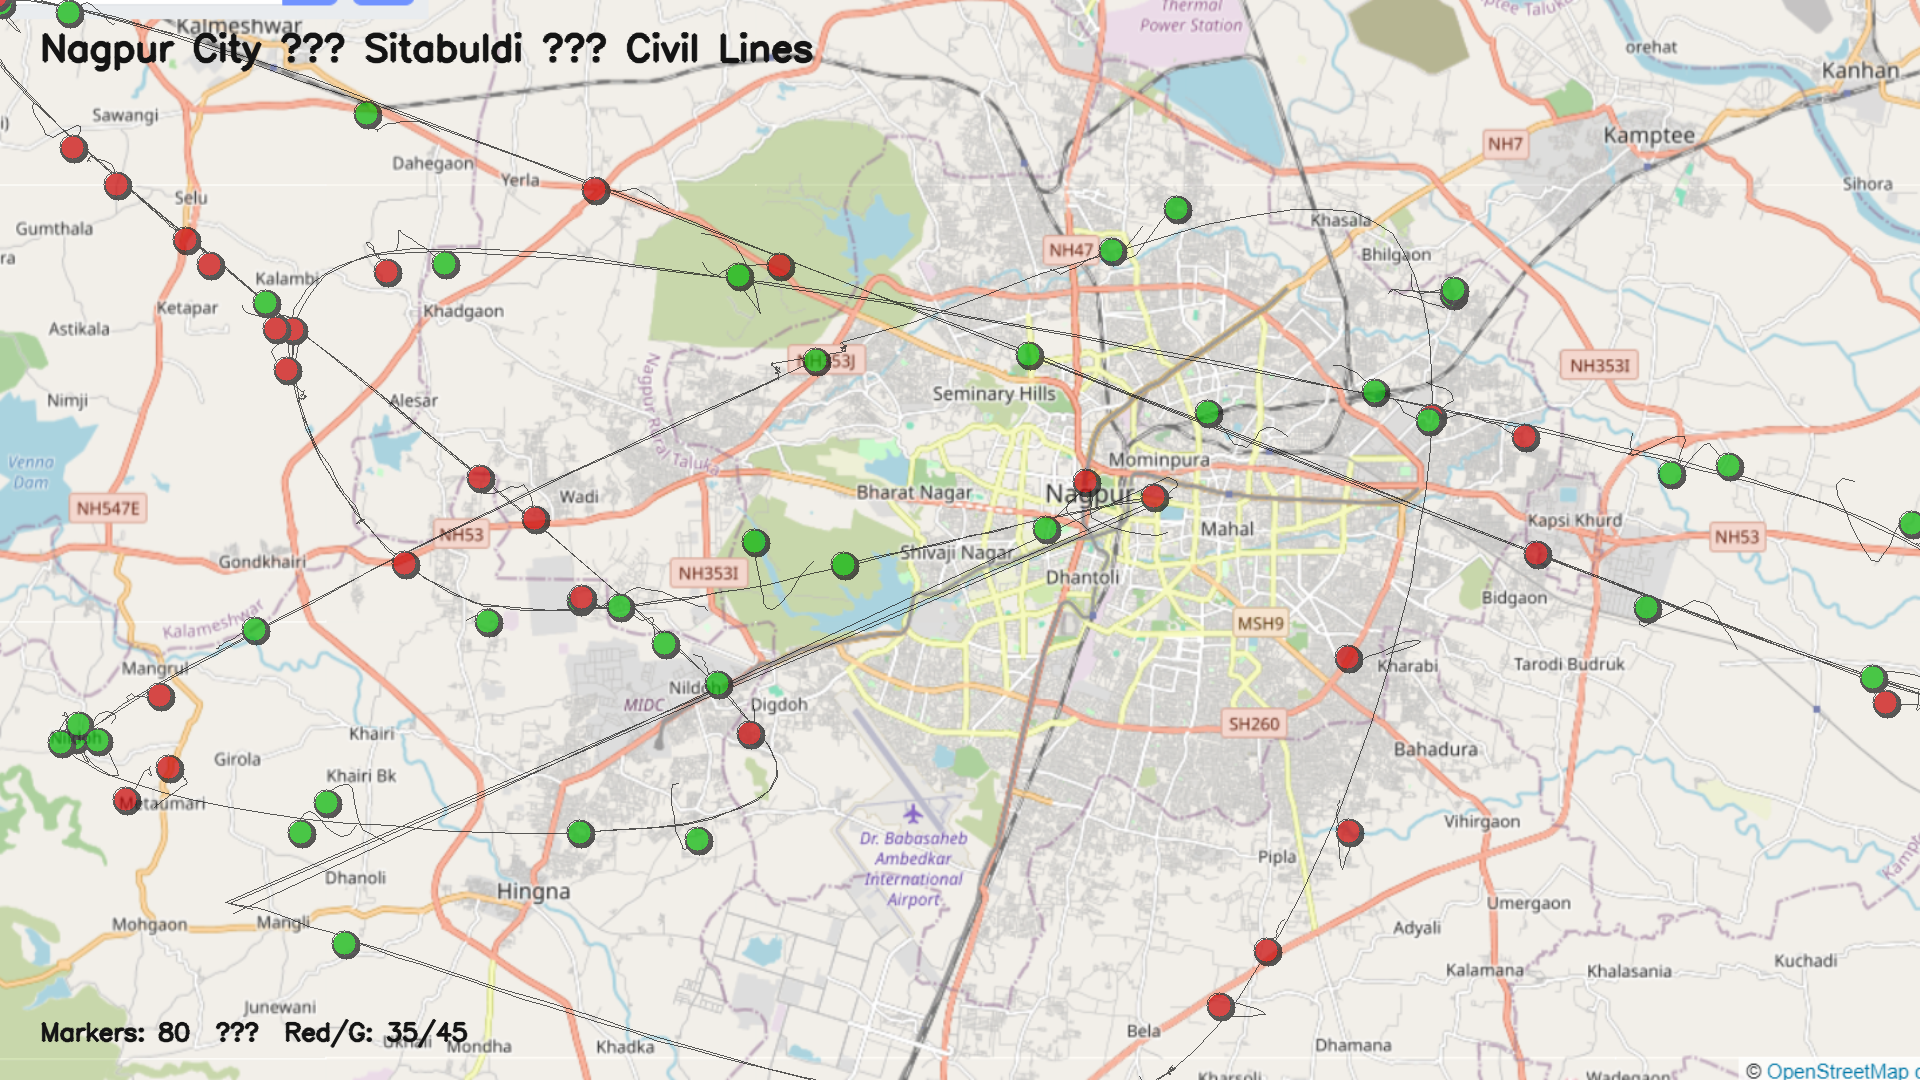 Thermal
Power Station
orehat
Kalmeshwar
Nagpur City ??? Sitabuldi ??? Civil Lines
Kanhan
Sawangi
Kamptee
NH7
Dahegaon
Yerla
Sihora
Selu
Gumthala
Khasala
NH47
Bhilgaon
Kalambi
Ketapar
Khadgaon
Astikala
NH353J
NH353I
Seminary Hills
Nimji
Alesar
Nagpur Rural Taluka
Mominpura
Venna
Dam
Wadi
Bharat Nagar
Nagpur
NH547E
Kapsi Khurd
NH53
Mahal
NH53
Gondkhairi
Shivaji Nagar
NH353I
Dhantoli
Bidgaon
Kalameshwar
MSH9
Mangrul
Kharabi
Tarodi Budruk
Nildoh
MIDC
Digdoh
SH260
Khairi
Bahadura
Girola
Khairi Bk
Metaumari
Vihirgaon
Dr. Babasaheb
Ambedkar
International
Airport
Pipla
Dhanoli
Hingna
Umergaon
Mohgaon
Mangli
Adyali
Kuchadi
Kalamana
Khalasania
Junewani
Markers: 80 ??? Red/G: 35/45
Bela
Mondha
Khadka
Dhamana
Kharsoli
Wadegaon
© OpenStreetMap